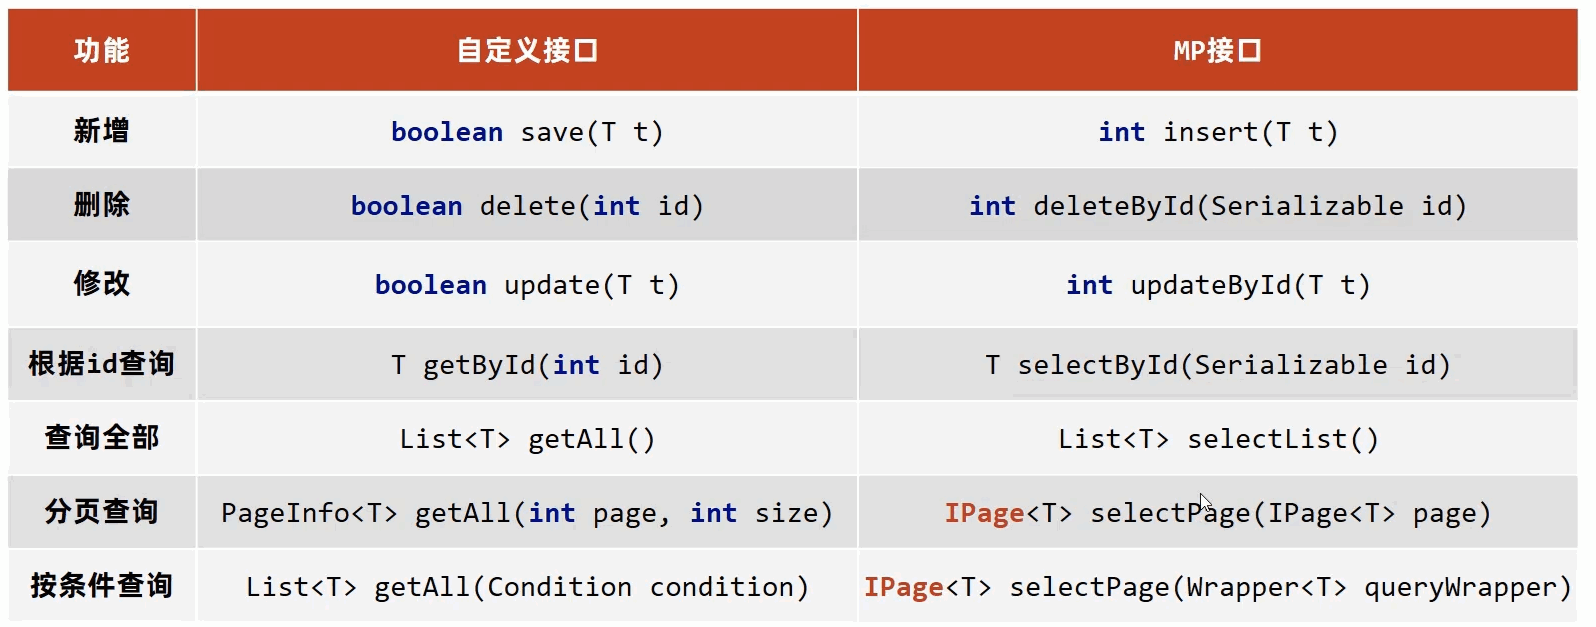 功能 自定义接口 MP接口
新增 boolean save(T t) int insert(T t)
删除 boolean delete(int id) int deleteById(Serializable id)
修改 boolean update(T t) int updateById(T t)
根据id查询 T getById(int id) T selectById(Serializable id)
查询全部 List<T> getAll() List<T> selectList()
分页查询 PageInfo<T> getAll(int page, int size) IPage<T> selectPage(IPage<T> page)
按条件查询 List<T> getAll(Condition condition) IPage<T> selectPage(Wrapper<T> queryWrapper)